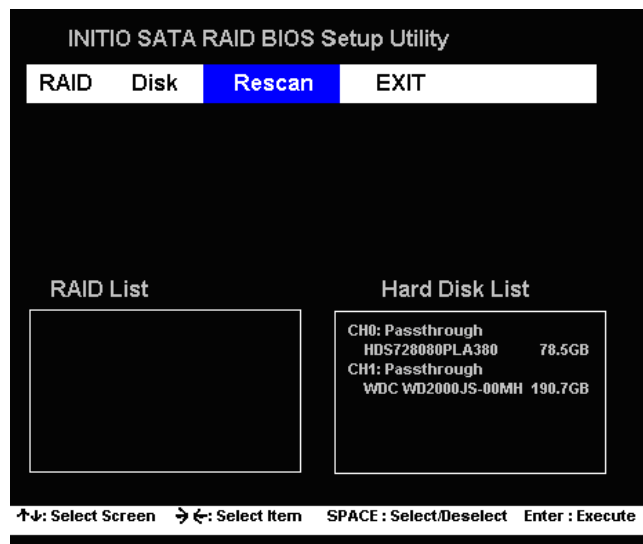 INITIO SATA RAID BIOS Setup Utility
RAID Disk Rescan EXIT
RAID List
Hard Disk List
CH0: Passthrough
HDS728080PLA380 78.5GB
CH1: Passthrough
WDC WD2000JS-00MH 190.7GB
↑↓: Select Screen →←: Select Item SPACE : Select/Deselect Enter : Execute